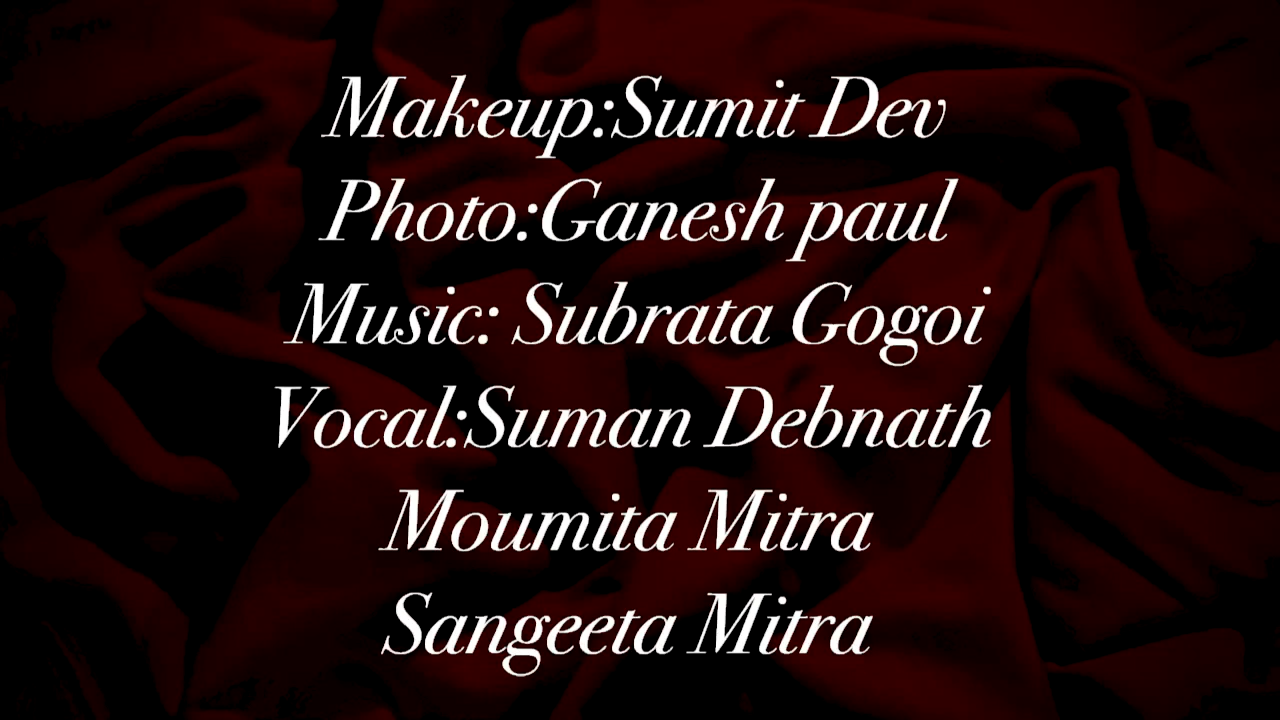 Makeup:Sumit Dev
Photo:Ganesh paul
Music: Subrata Gogoi
Vocal:Suman Debnath
Moumita Mitra
Sangeeta Mitra